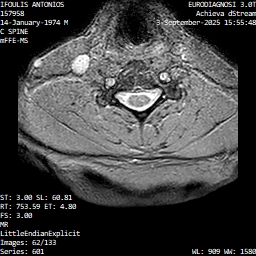 IFOULIS ANTONIOS
157958
14-January-1974 M
C SPINE
mFFE-MS
EURODIAGNOSI 3.0T
Achieva dStream
3-September-2025 15:55:48
ST: 3.00 SL: 60.81
RT: 753.59 ET: 4.80
FS: 3.00
MR
LittleEndianExplicit
Images: 62/133
Series: 601
WL: 909 WW: 1580